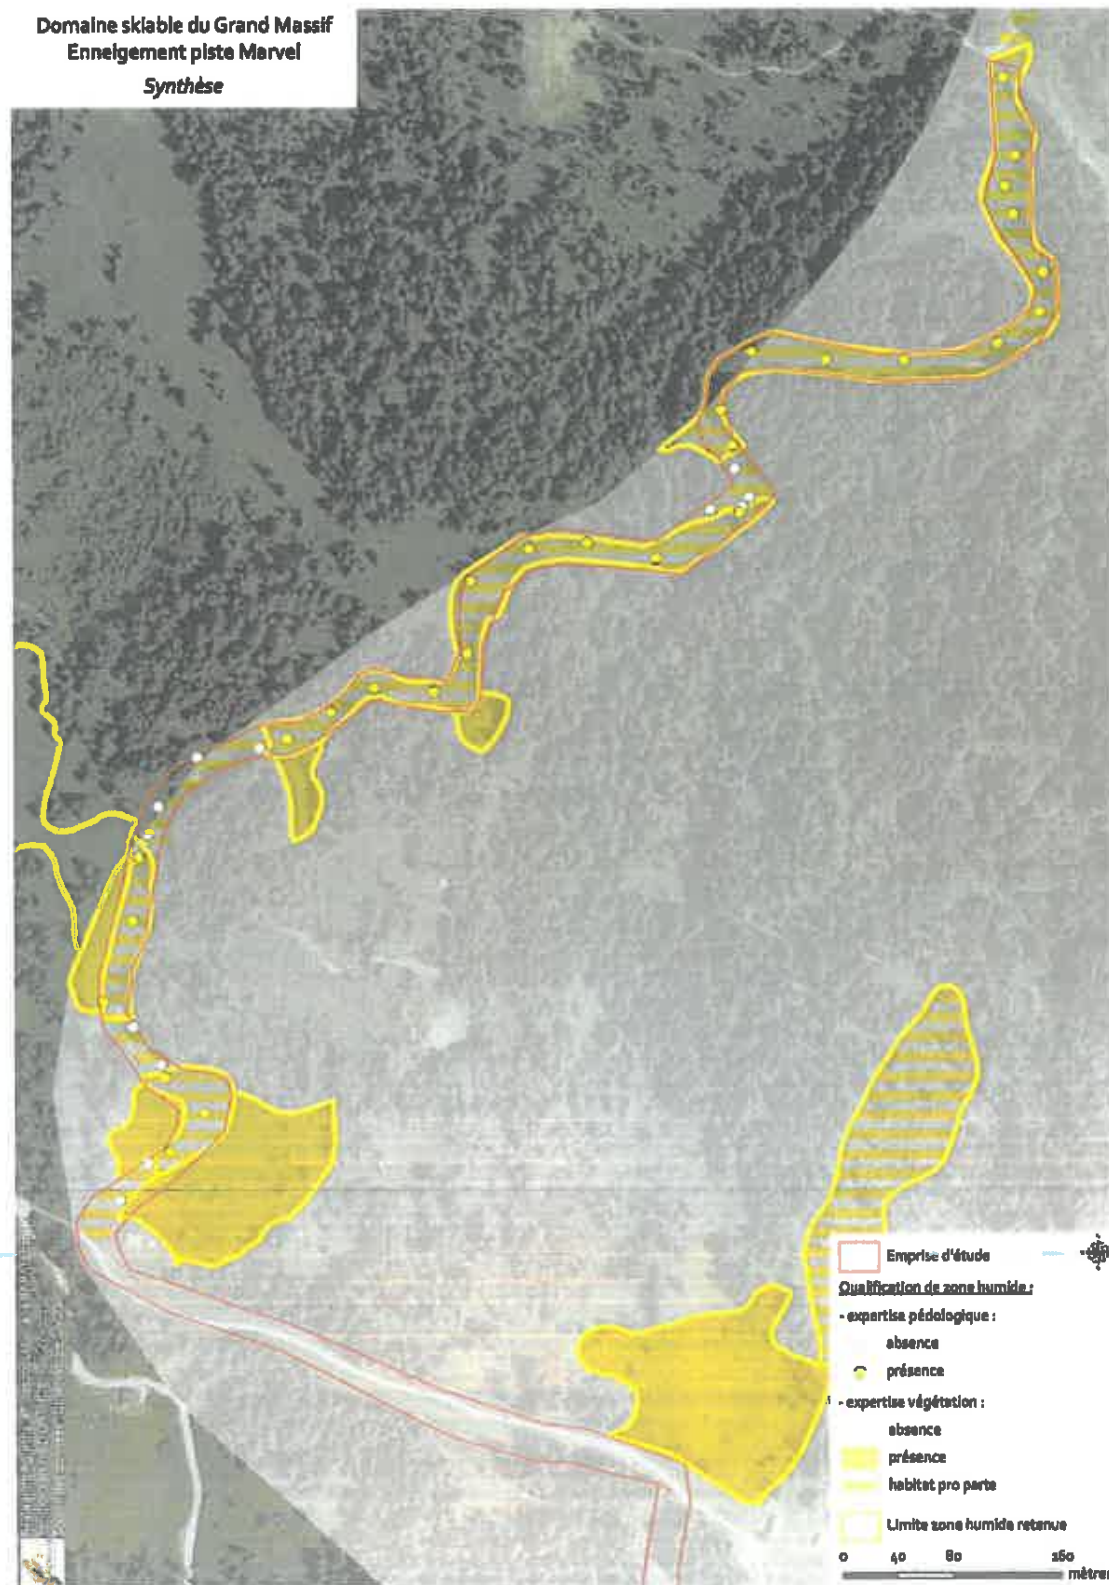 Domaine skiable du Grand Massif
Enneigement piste Marvel
Synthèse
Emprise d'étude
Qualification de zone humide :
- expertise pédologique :
absence
présence
- expertise végétation :
absence
présence
habitat pro parte
Limite zone humide retenue
0 40 80 160
mètres